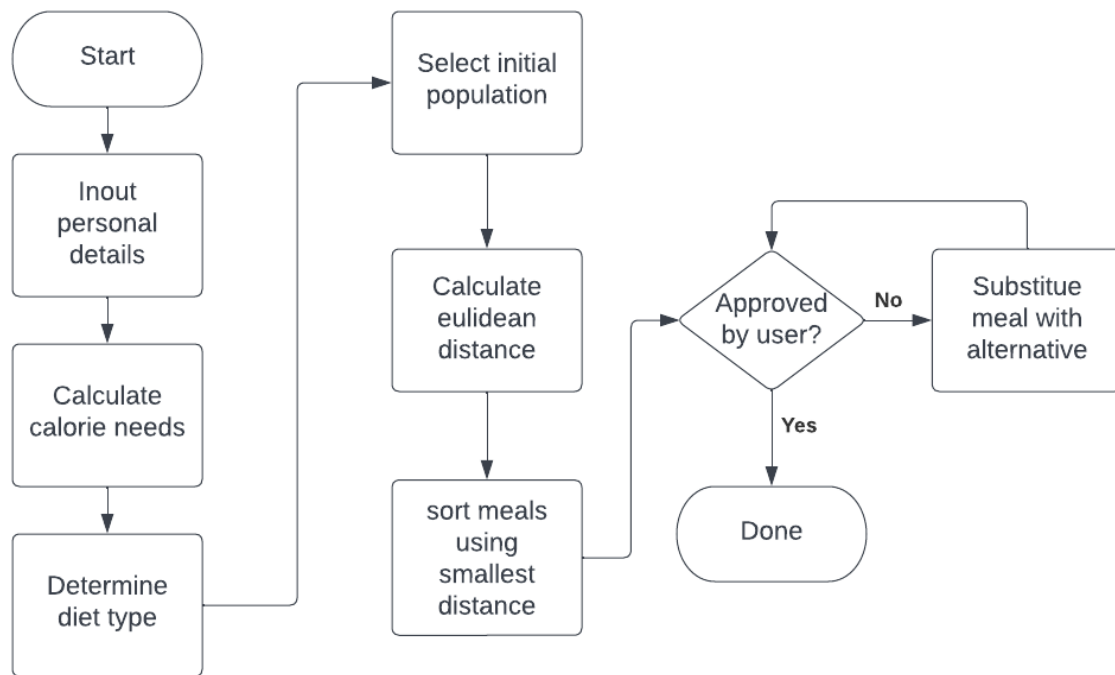 Start
Inout
personal
details
Calculate
calorie needs
Determine
diet type
Select initial
population
Calculate
eulidean
distance
sort meals
using
smallest
distance
Approved
by user?
No
Substitue
meal with
alternative
Yes
Done